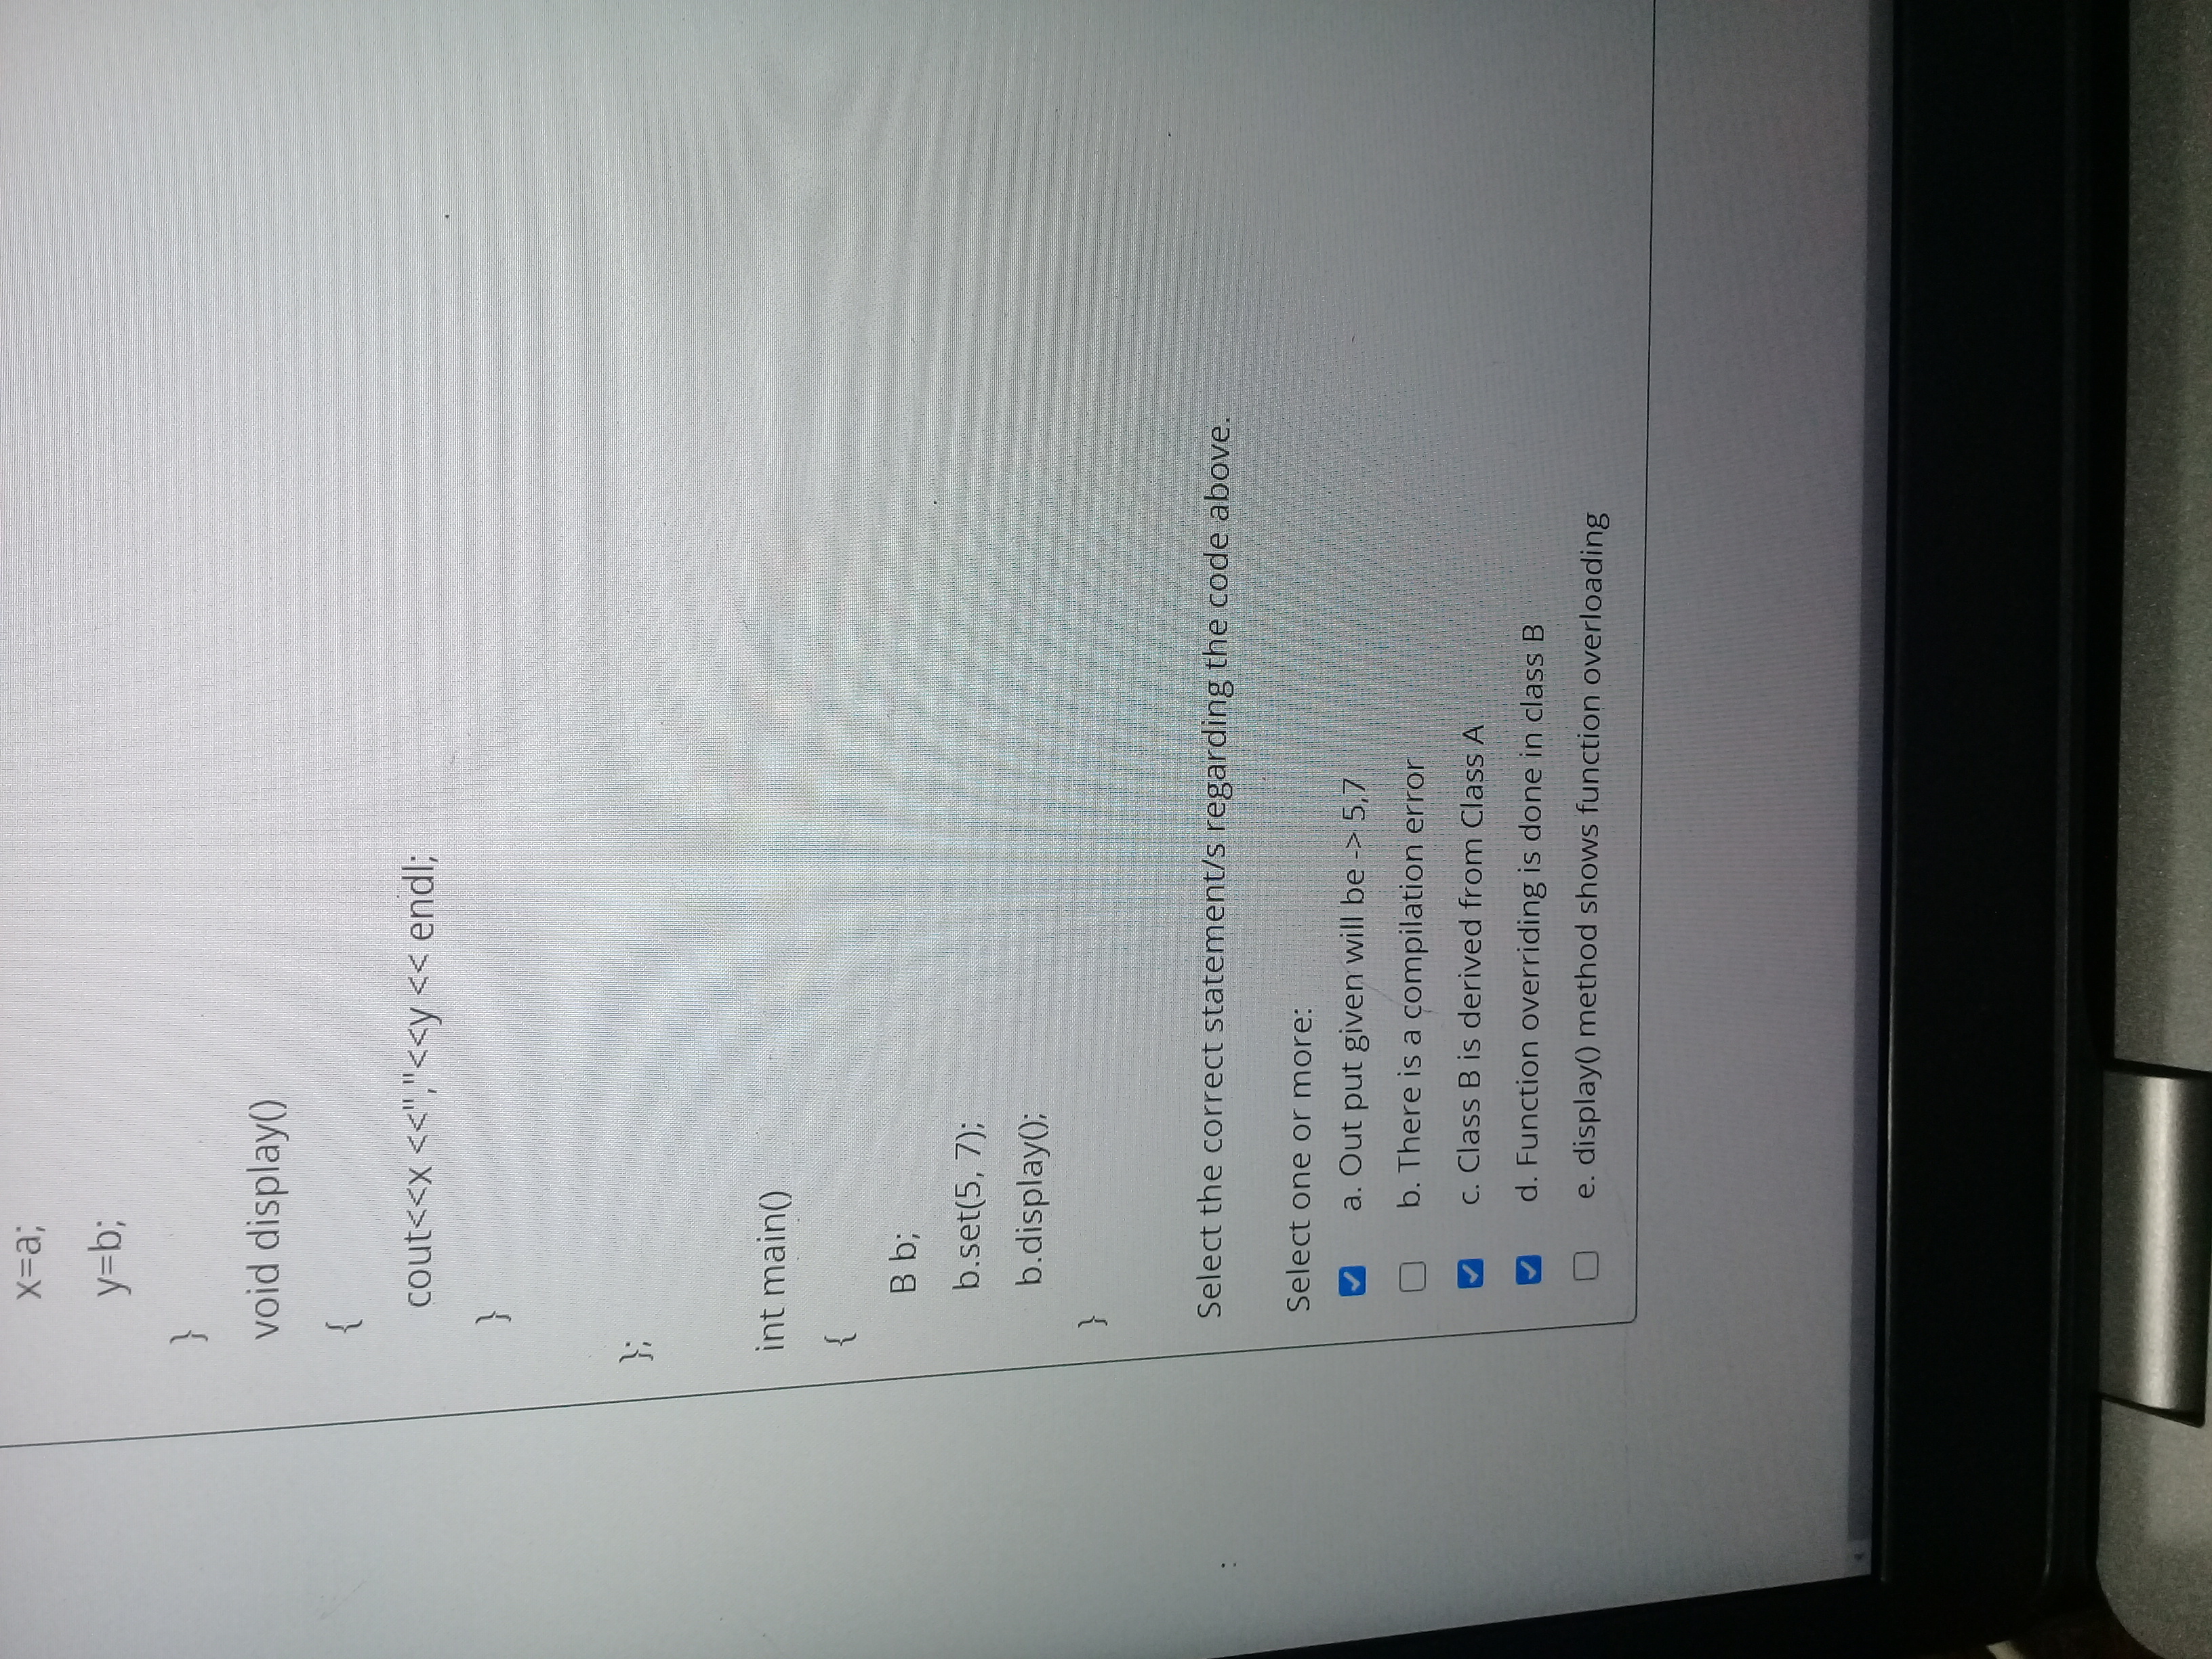 x=a;
y=b;
}
void display()
{
cout<<x <<","<<y << endl;
}
};
int main()
{
B b;
b.set(5, 7);
b.display();
}
Select the correct statement/s regarding the code above.
Select one or more:
a. Out put given will be -> 5,7
b. There is a compilation error
c. Class B is derived from Class A
d. Function overriding is done in class B
e. display() method shows function overloading